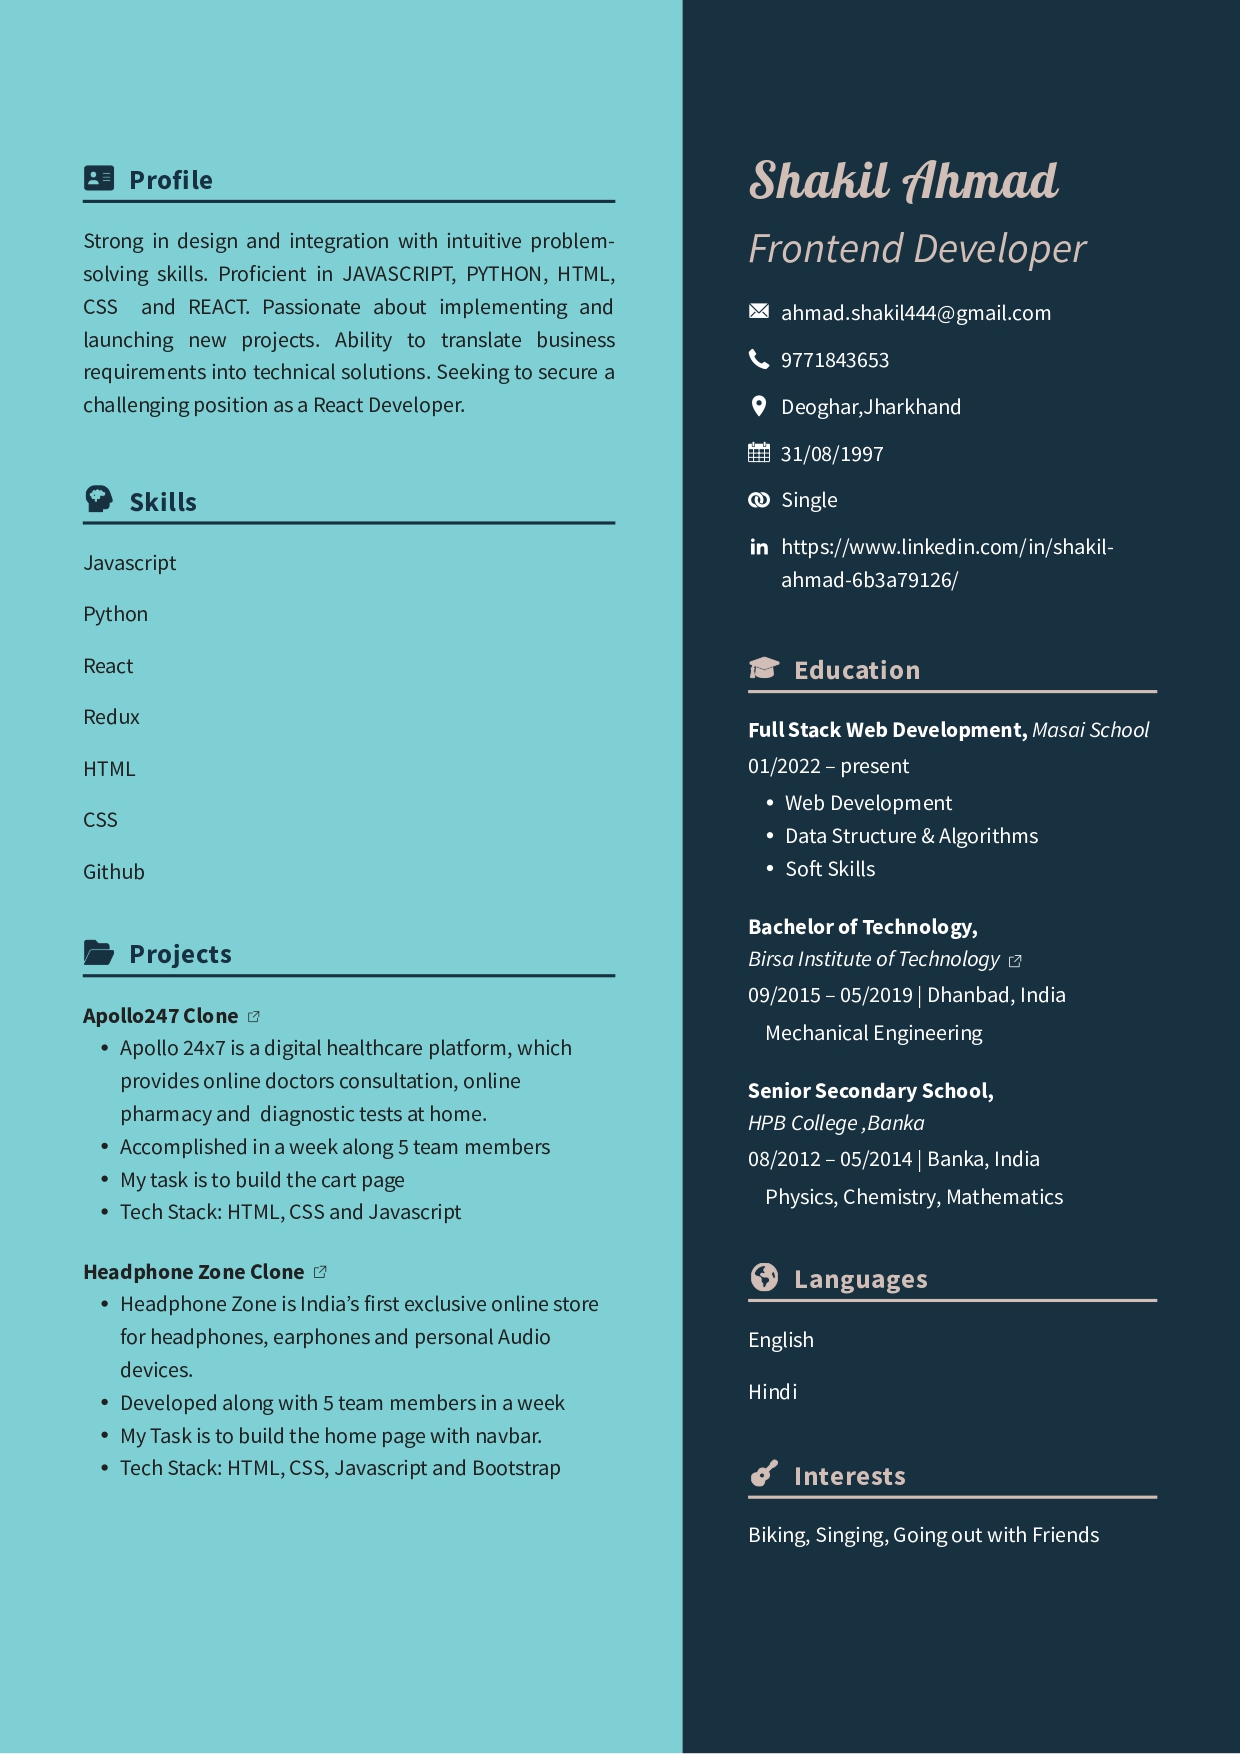 Profile
Strong in design and integration with intuitive problem-
solving skills. Proficient in JAVASCRIPT, PYTHON, HTML,
CSS and REACT. Passionate about implementing and
launching new projects. Ability to translate business
requirements into technical solutions. Seeking to secure a
challenging position as a React Developer.
Skills
Javascript
Python
React
Redux
HTML
CSS
Github
Projects
Apollo247 Clone
• Apollo 24x7 is a digital healthcare platform, which
provides online doctors consultation, online
pharmacy and diagnostic tests at home.
• Accomplished in a week along 5 team members
• My task is to build the cart page
• Tech Stack: HTML, CSS and Javascript
Headphone Zone Clone
• Headphone Zone is India’s first exclusive online store
for headphones, earphones and personal Audio
devices.
• Developed along with 5 team members in a week
• My Task is to build the home page with navbar.
• Tech Stack: HTML, CSS, Javascript and Bootstrap
Shakil Ahmad
Frontend Developer
ahmad.shakil444@gmail.com
9771843653
Deoghar,Jharkhand
31/08/1997
Single
https://www.linkedin.com/in/shakil-
ahmad-6b3a79126/
Education
Full Stack Web Development, Masai School
01/2022 – present
• Web Development
• Data Structure & Algorithms
• Soft Skills
Bachelor of Technology,
Birsa Institute of Technology
09/2015 – 05/2019 | Dhanbad, India
Mechanical Engineering
Senior Secondary School,
HPB College ,Banka
08/2012 – 05/2014 | Banka, India
Physics, Chemistry, Mathematics
Languages
English
Hindi
Interests
Biking, Singing, Going out with Friends